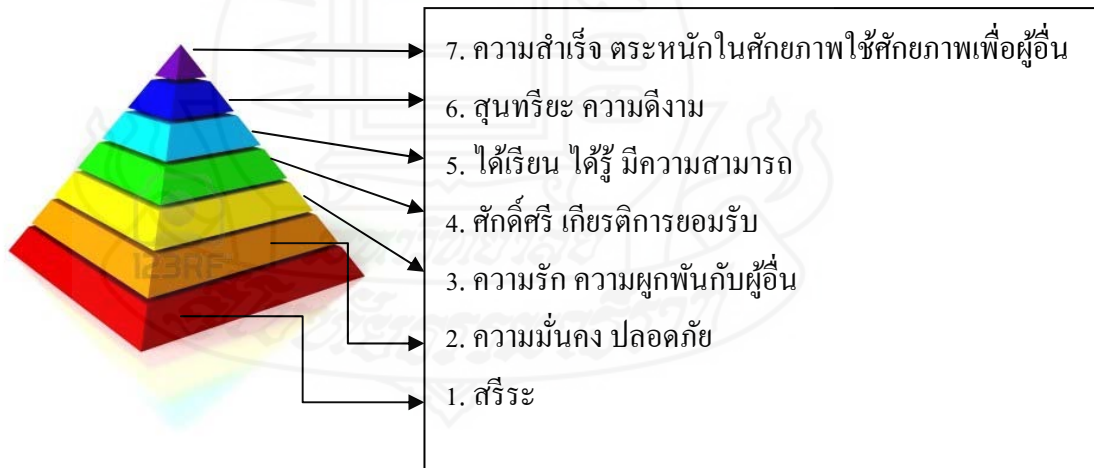 7. ความสำเร็จ ตระหนักในศักยภาพใช้ศักยภาพเพื่อผู้อื่น
6. สุนทรียะ ความดีงาม
5. ได้เรียน ได้รู้ มีความสามารถ
4. ศักดิ์ศรี เกียรติการยอมรับ
3. ความรัก ความผูกพันกับผู้อื่น
2. ความมั่นคง ปลอดภัย
1. สรีระ
123RF